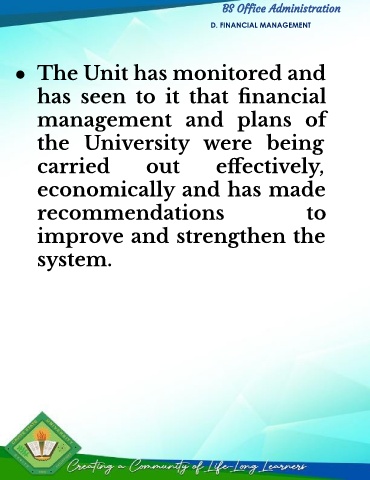 BS Office Administration
D. FINANCIAL MANAGEMENT
• The Unit has monitored and
has seen to it that financial
management and plans of
the University were being
carried out effectively,
economically and has made
recommendations to
improve and strengthen the
system.
Creating a Community of Life-Long Learners